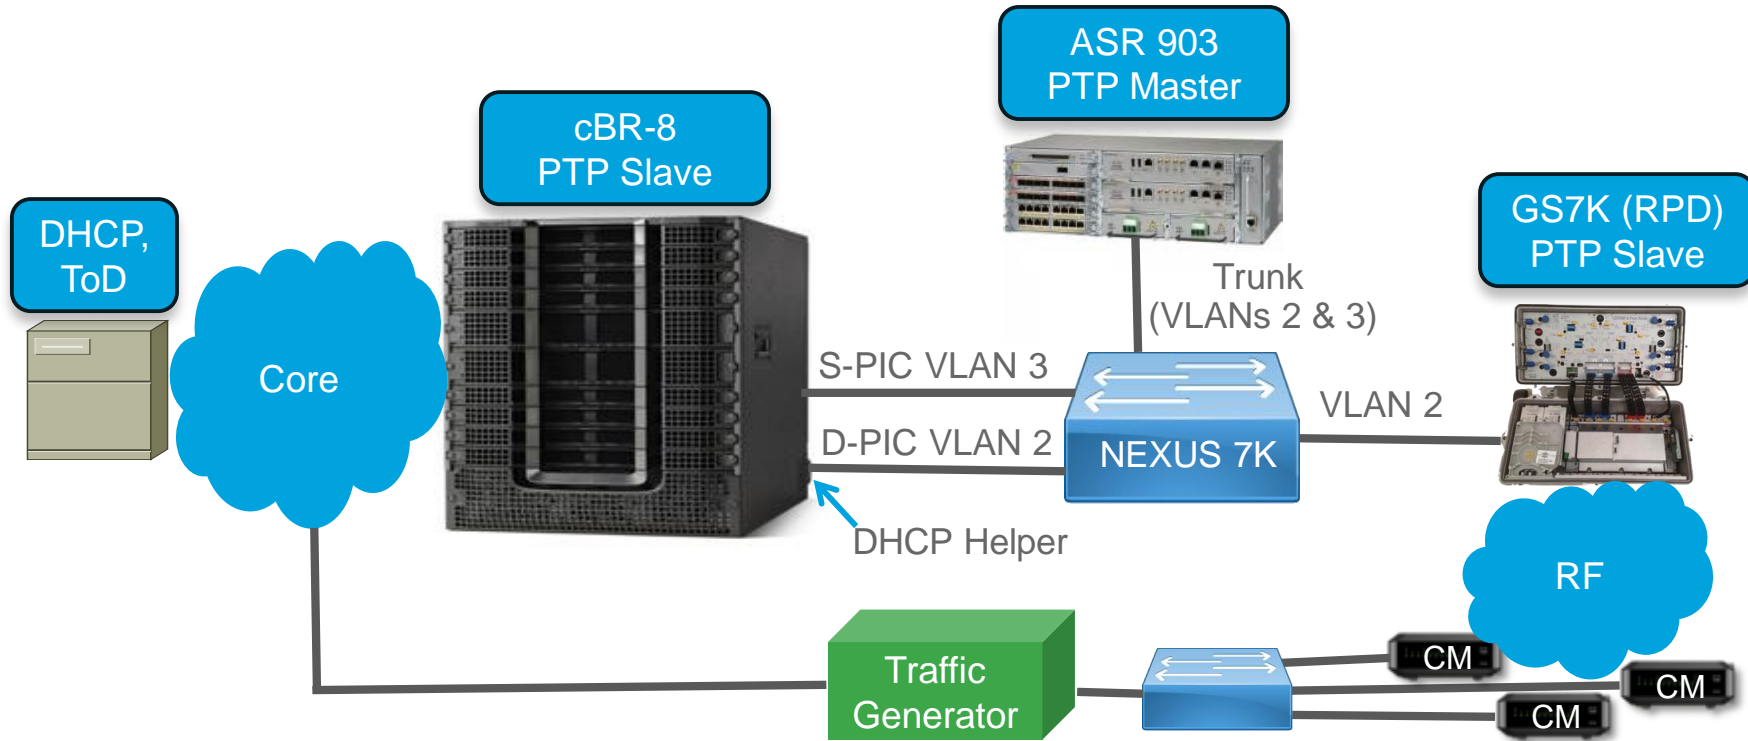 ASR 903
PTP Master
cBR-8
PTP Slave
GS7K (RPD)
PTP Slave
DHCP,
ToD
Trunk
(VLANs 2 & 3)
Core
S-PIC VLAN 3
VLAN 2
D-PIC VLAN 2
NEXUS 7K
DHCP Helper
RF
Traffic
Generator
CM
CM
CM